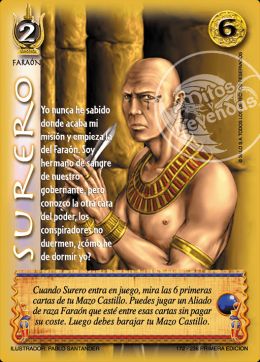 2
6
FARAÓN
SURERO
mitos y leyendas
Yo nunca he sabido
donde acaba mi
misión y empieza la
del Faraón. Soy
hermano de sangre
de nuestro
gobernante, pero
conozco la otra cara
del poder, los
conspiradores no
duermen, ¿cómo he
de dormir yo?
Cuando Surero entra en juego, mira las 6 primeras
cartas de tu Mazo Castillo. Puedes jugar un Aliado
de raza Faraón que esté entre esas cartas sin pagar
su coste. Luego debes barajar tu Mazo Castillo.
ILUSTRADOR: PABLO SANTANDER
PRIMERA EDICION